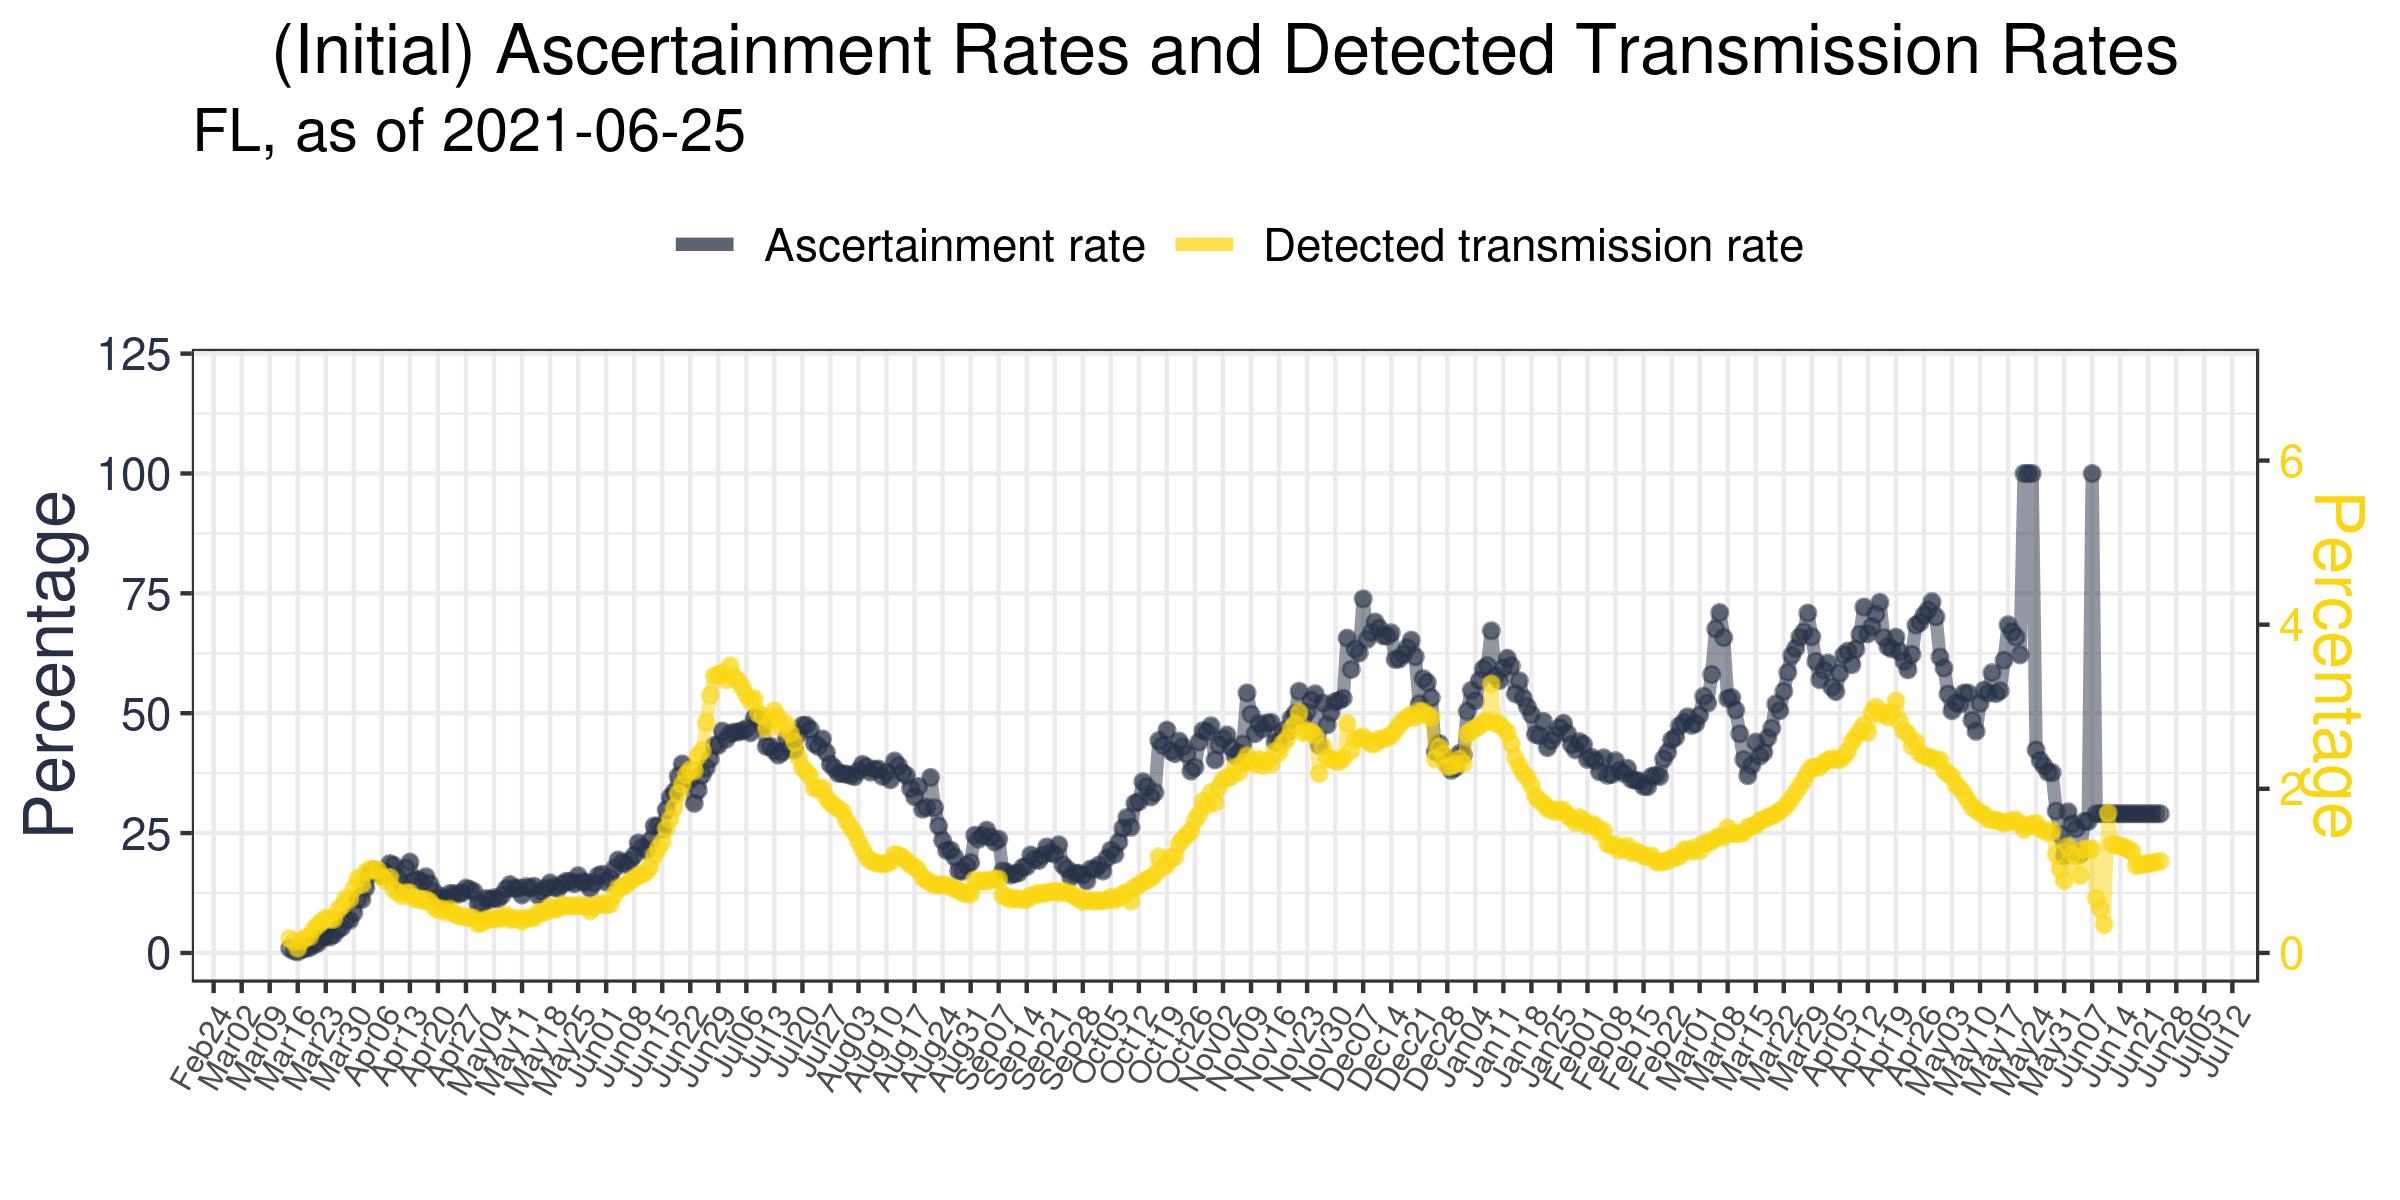 (Initial) Ascertainment Rates and Detected Transmission Rates
FL, as of 2021-06-25
Ascertainment rate
Detected transmission rate
Percentage
125
100
75
50
25
0
6
4
2
0
Percentage
Feb24
Mar02
Mar09
Mar16
Mar23
Mar30
Apr06
Apr13
Apr20
Apr27
May04
May11
May18
May25
Jun01
Jun08
Jun15
Jun22
Jun29
Jul06
Jul13
Jul20
Jul27
Aug03
Aug10
Aug17
Aug24
Aug31
Sep07
Sep14
Sep21
Sep28
Oct05
Oct12
Oct19
Oct26
Nov02
Nov09
Nov16
Nov23
Nov30
Dec07
Dec14
Dec21
Dec28
Jan04
Jan11
Jan18
Jan25
Feb01
Feb08
Feb15
Feb22
Mar01
Mar08
Mar15
Mar22
Mar29
Apr05
Apr12
Apr19
Apr26
May03
May10
May17
May24
May31
Jun07
Jun14
Jun21
Jun28
Jul05
Jul12